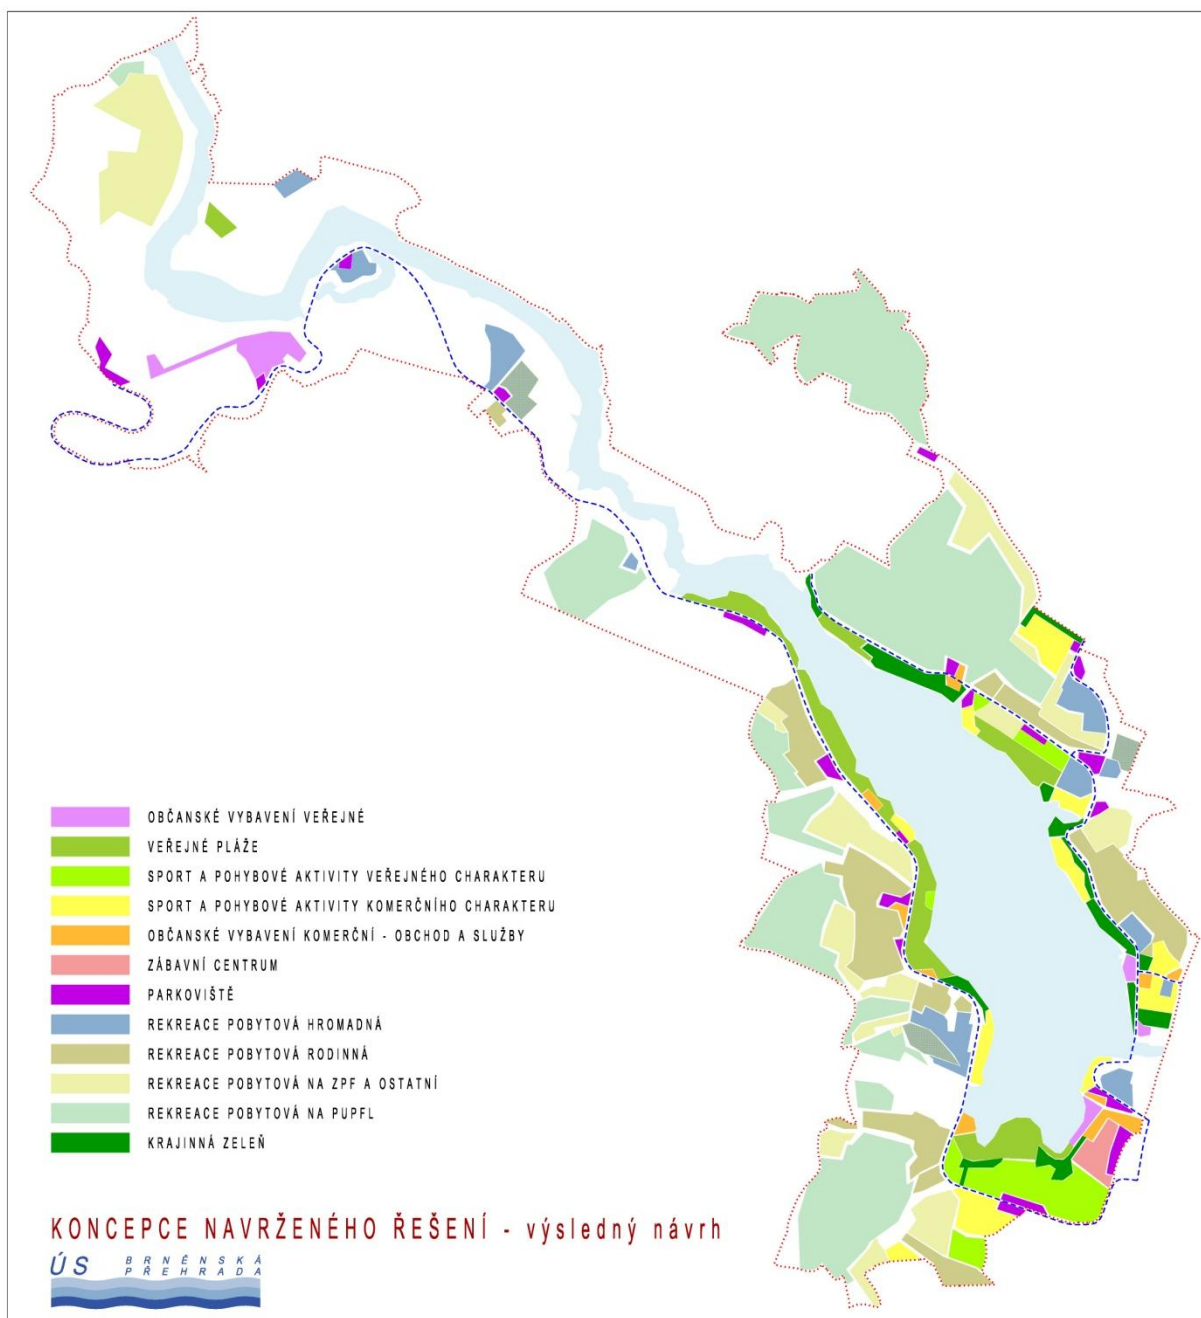 OBČANSKÉ VYBAVENÍ VEŘEJNÉ
VEŘEJNÉ PLÁŽE
SPORT A POHYBOVÉ AKTIVITY VEŘEJNÉHO CHARAKTERU
SPORT A POHYBOVÉ AKTIVITY KOMERČNÍHO CHARAKTERU
OBČANSKÉ VYBAVENÍ KOMERČNÍ - OBCHOD A SLUŽBY
ZÁBAVNÍ CENTRUM
PARKOVIŠTĚ
REKREACE POBYTOVÁ HROMADNÁ
REKREACE POBYTOVÁ RODINNÁ
REKREACE POBYTOVÁ NA ZPF A OSTATNÍ
REKREACE POBYTOVÁ NA PUPFL
KRAJINNÁ ZELEŇ
KONCEPCE NAVRŽENÉHO ŘEŠENÍ - výsledný návrh
ÚS BRNĚNSKÁ
PŘEHRADA